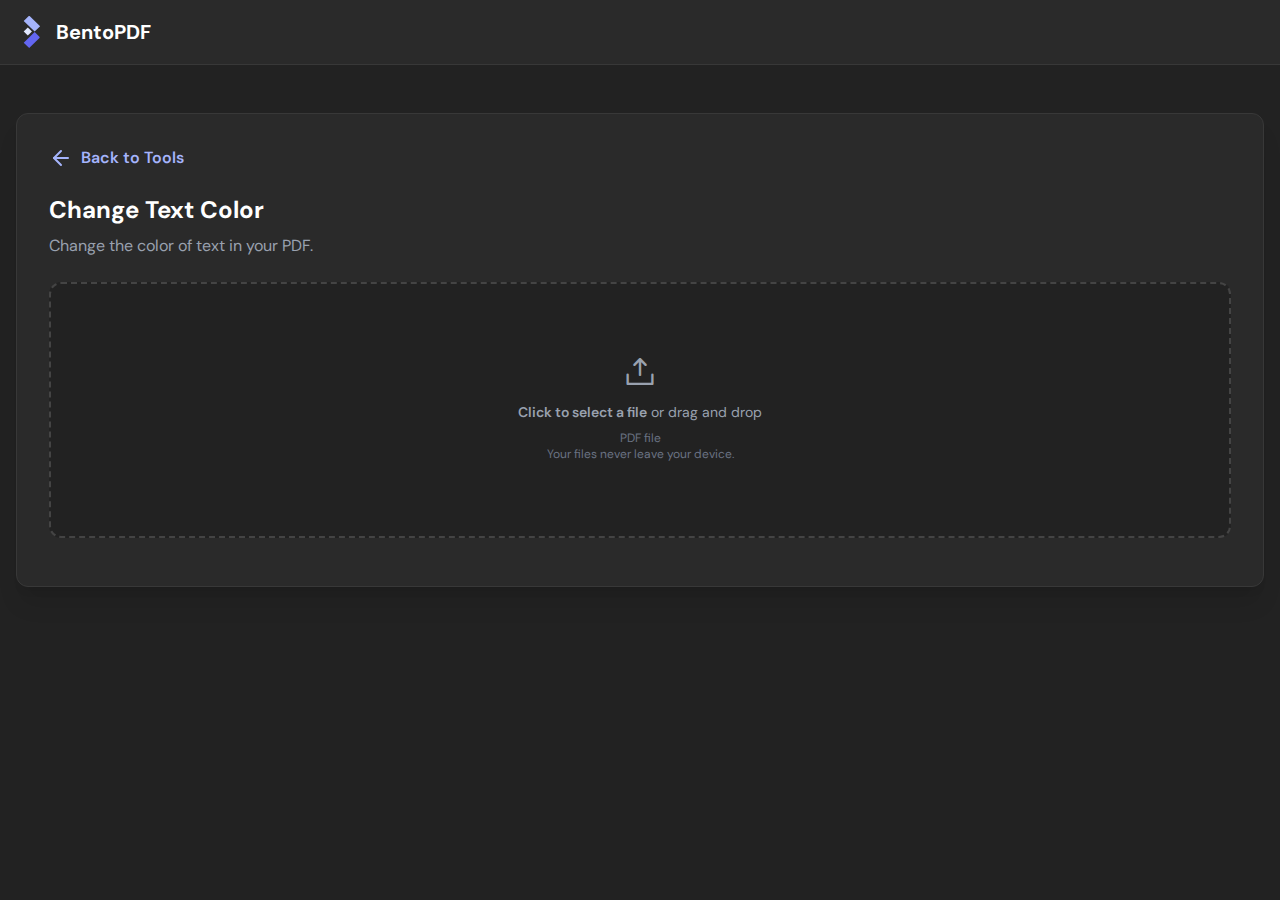 BentoPDF
Back to Tools
Change Text Color
Change the color of text in your PDF.
Click to select a file or drag and drop
PDF file
Your files never leave your device.